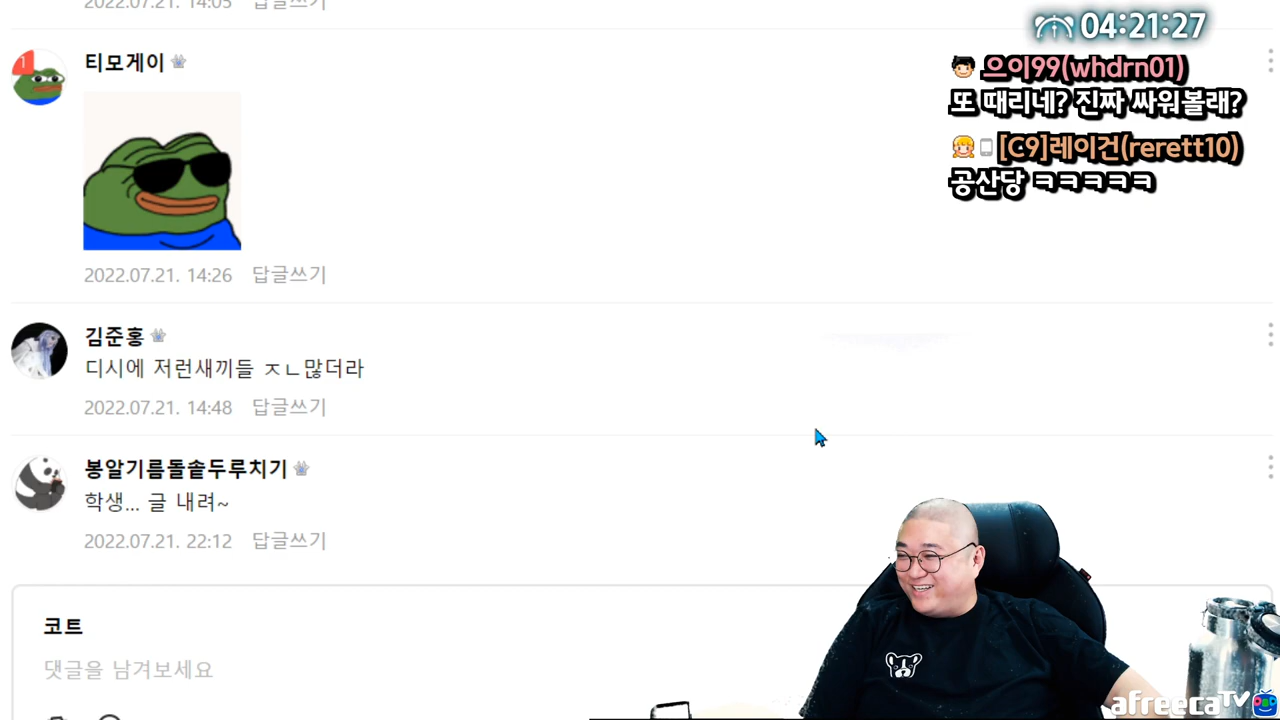 2022.07.21. 14:05 답글쓰기
04:21:27
1
티모게이
으이99(whdrn01)
또 때리네? 진짜 싸워볼래?
[C9]레이건(rerett10)
공산당 ㅋㅋㅋㅋㅋ
2022.07.21. 14:26 답글쓰기
김준홍
디시에 저런새끼들 ㅈㄴ많더라
2022.07.21. 14:48 답글쓰기
봉알기름돌솥두루치기
학생... 글 내려~
2022.07.21. 22:12 답글쓰기
코트
댓글을 남겨보세요
afreecaTV